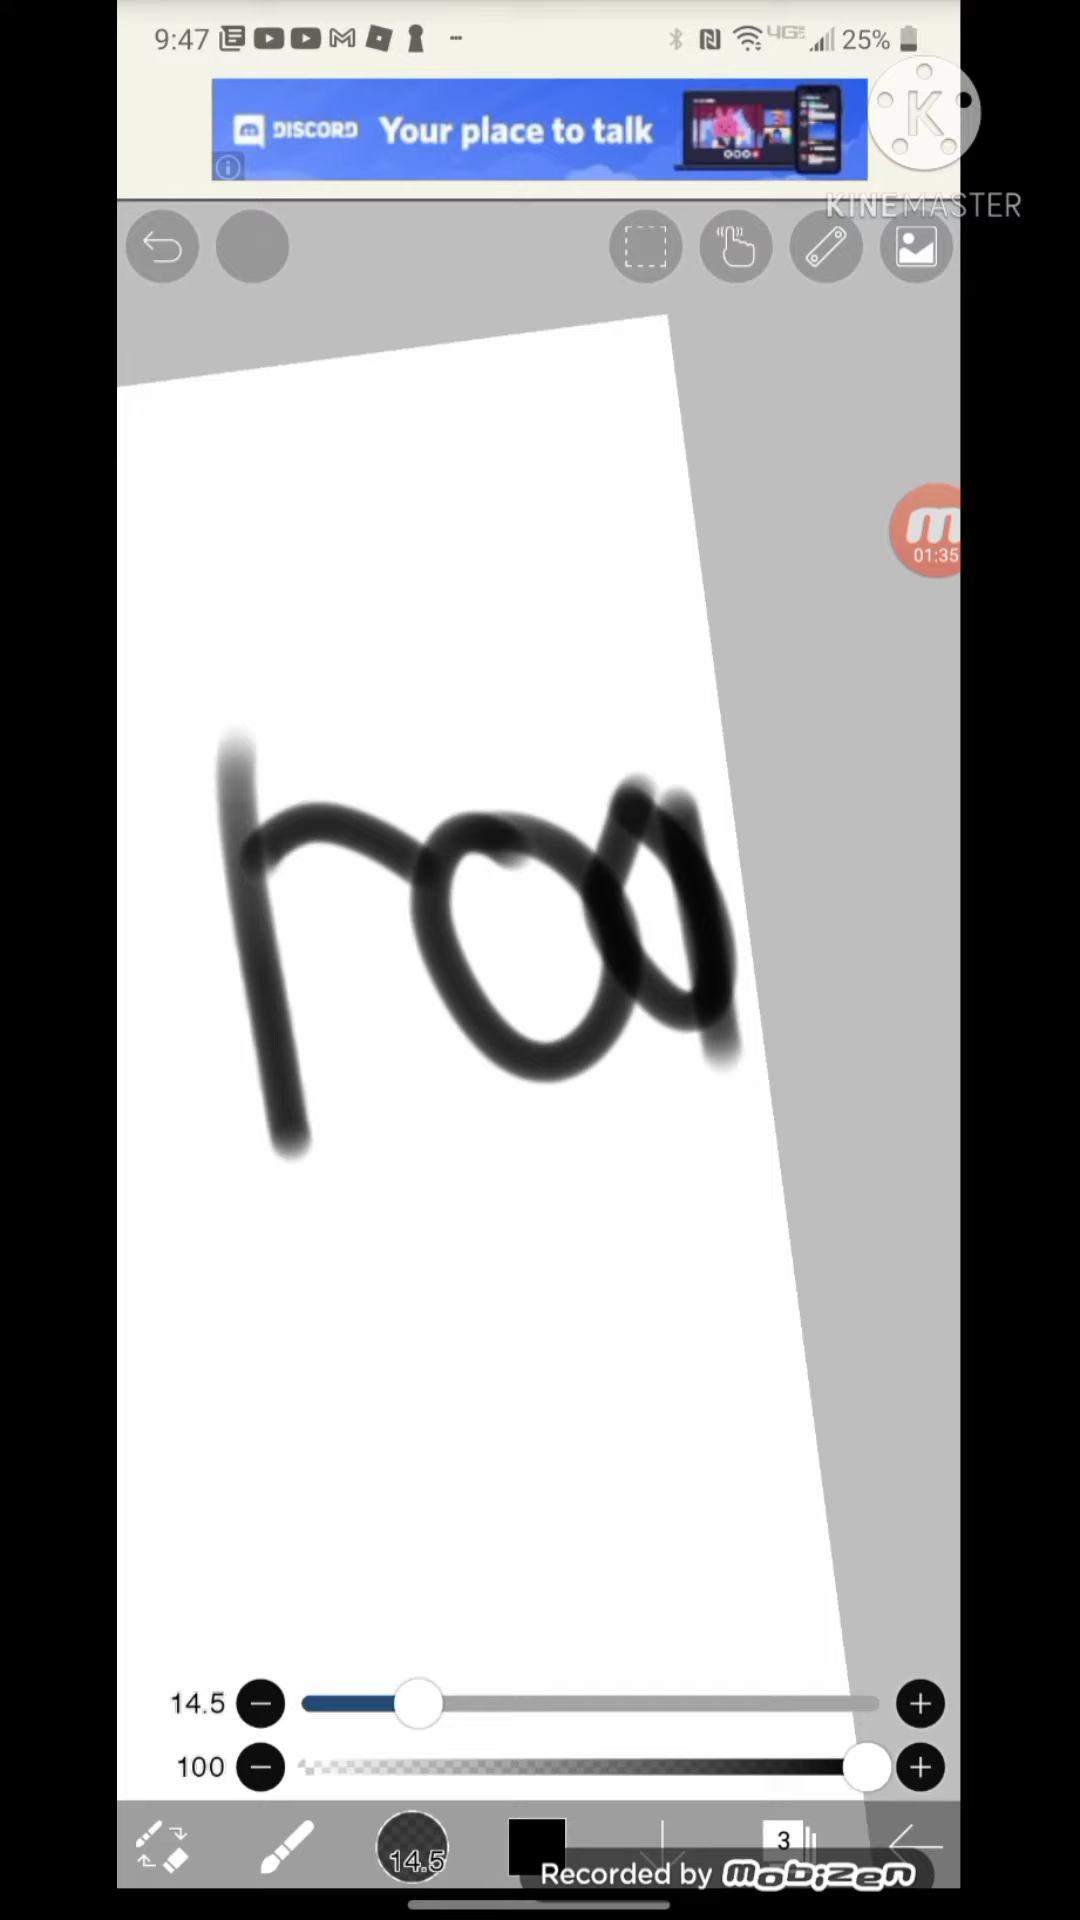 9:47 25%
DISCORD Your place to talk
K
KINEMASTER
01:35
roa
14.5
100
14.5 3
Recorded by mobizen